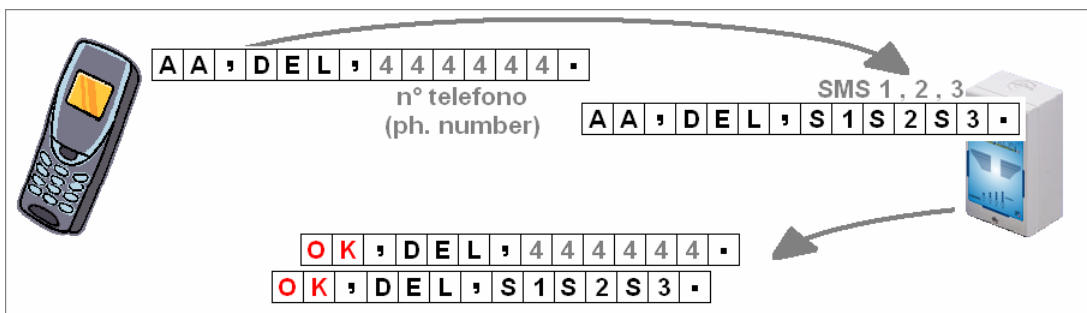 AA,DEL,444444.
n° telefono
(ph. number)
SMS 1 , 2 , 3
AA,DEL,S1S2S3.
OK,DEL,444444.
OK,DEL,S1S2S3.